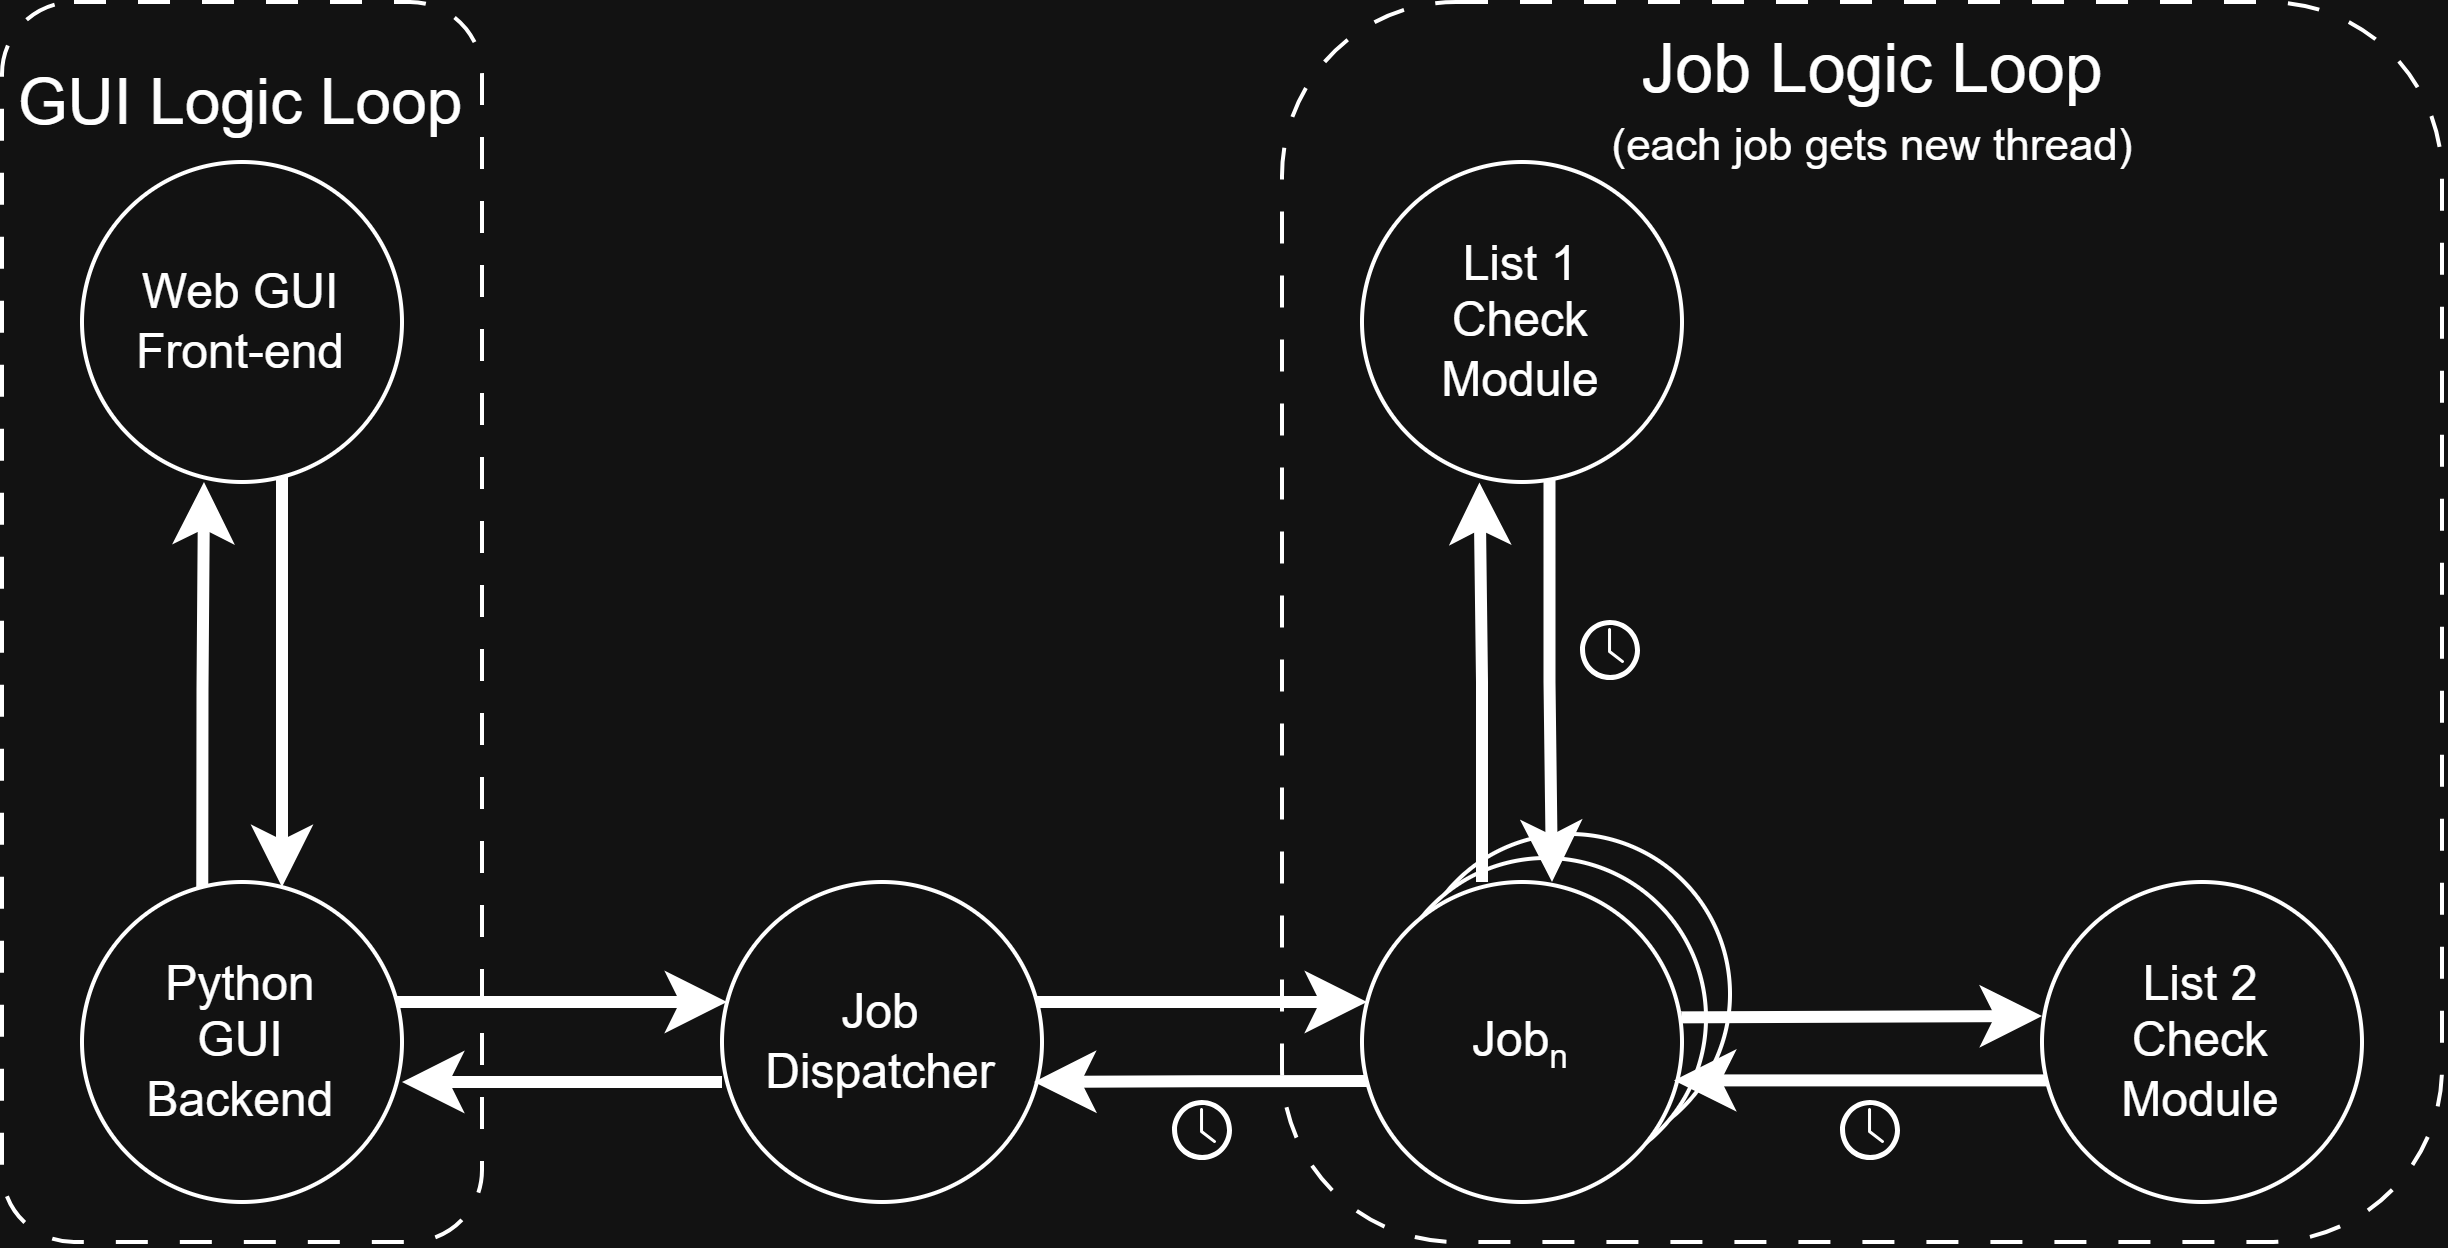 GUI Logic Loop
Job Logic Loop
(each job gets new thread)
Web GUI
Front-end
List 1
Check
Module
Python
GUI
Backend
Job
Dispatcher
Jobn
List 2
Check
Module